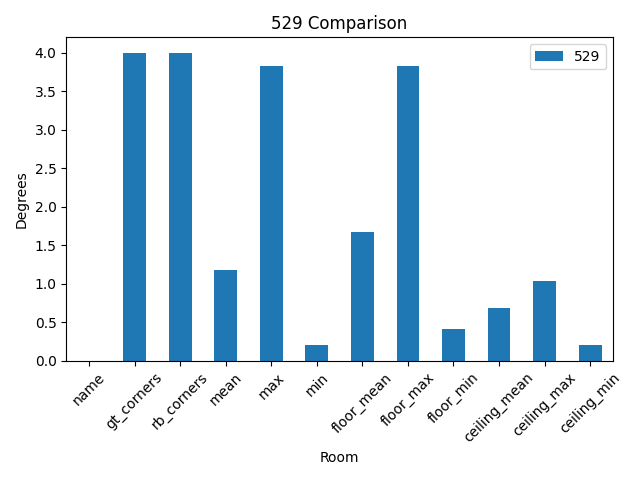 529 Comparison
529
Degrees
4.0
3.5
3.0
2.5
2.0
1.5
1.0
0.5
0.0
name
gt_corners
rb_corners
mean
max
min
floor_mean
floor_max
floor_min
ceiling_mean
ceiling_max
ceiling_min
Room